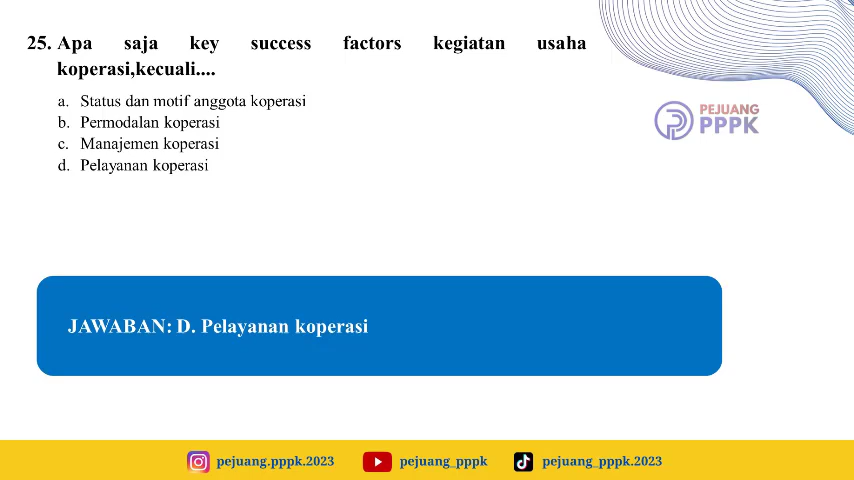 25. Apa saja key success factors kegiatan usaha
koperasi,kecuali....
a. Status dan motif anggota koperasi
b. Permodalan koperasi
c. Manajemen koperasi
d. Pelayanan koperasi
PEJUANG
PPPK
JAWABAN: D. Pelayanan koperasi
pejuang.pppk.2023 pejuang_pppk pejuang_pppk.2023